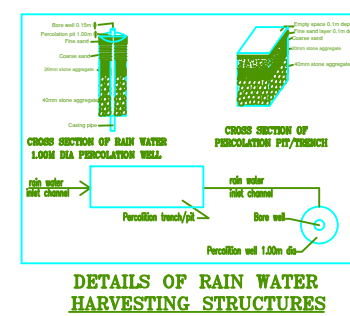 Bore well 0.15m
Percolation pit 1.00m
Fine sand
Coarse sand
20mm stone aggregate
40mm stone aggregate
Casing pipe
CROSS SECTION OF RAIN WATER
1.00M DIA PERCOLATION WELL
Empty space 0.1m dep
Fine sand layer 0.1m d
Coarse sand
20mm stone aggregate
40mm stone aggregate
CROSS SECTION OF
PERCOLATION PIT/TRENCH
rain water
inlet channel
Percolition trench/pit
rain water
inlet channel
Bore well
Percolition well 1.00m dia
DETAILS OF RAIN WATER
HARVESTING STRUCTURES